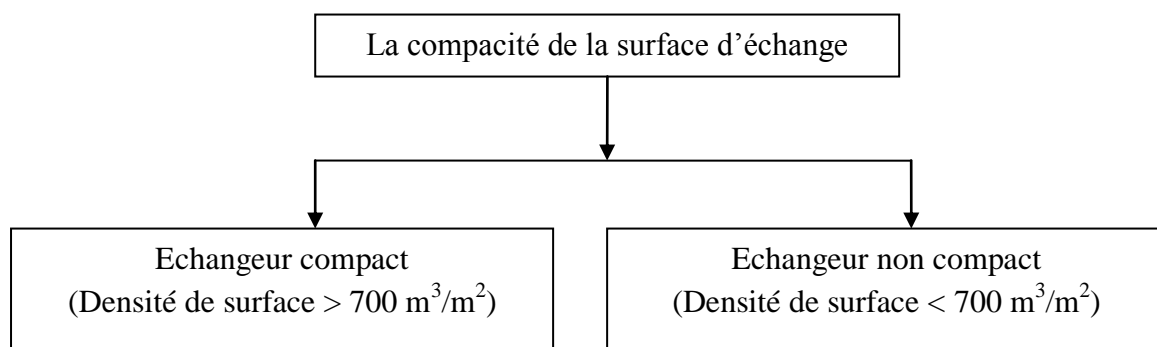 La compacité de la surface d’échange
Echangeur compact
(Densité de surface > 700 m³/m²)
Echangeur non compact
(Densité de surface < 700 m³/m²)